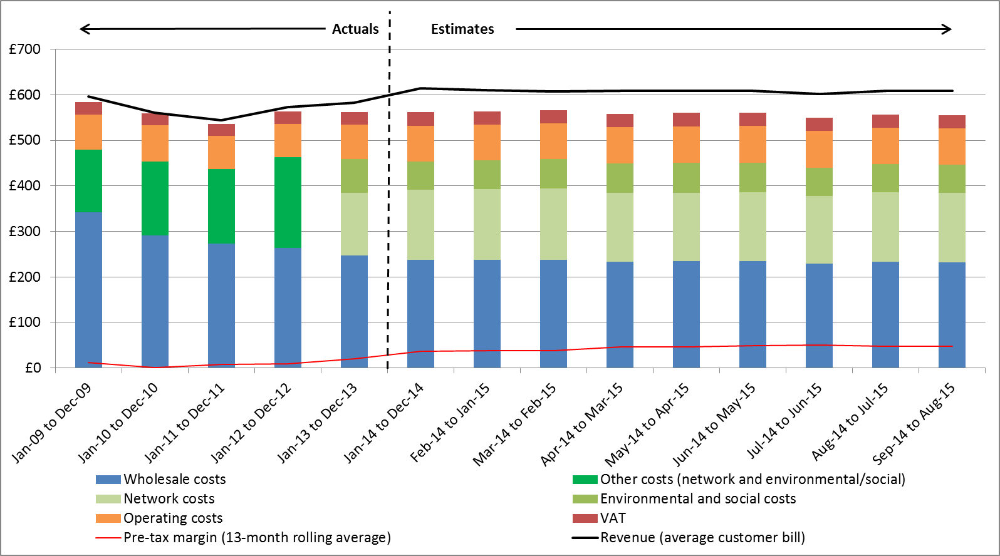 Actuals
Estimates
£700
£600
£500
£400
£300
£200
£100
£0
Jan-09 to Dec-09
Jan-10 to Dec-10
Jan-11 to Dec-11
Jan-12 to Dec-12
Jan-13 to Dec-13
Jan-14 to Dec-14
Feb-14 to Jan-15
Mar-14 to Feb-15
Apr-14 to Mar-15
May-14 to Apr-15
Jun-14 to May-15
Jul-14 to Jun-15
Aug-14 to Jul-15
Sep-14 to Aug-15
Wholesale costs
Other costs (network and environmental/social)
Network costs
Environmental and social costs
Operating costs
VAT
Pre-tax margin (13-month rolling average)
Revenue (average customer bill)